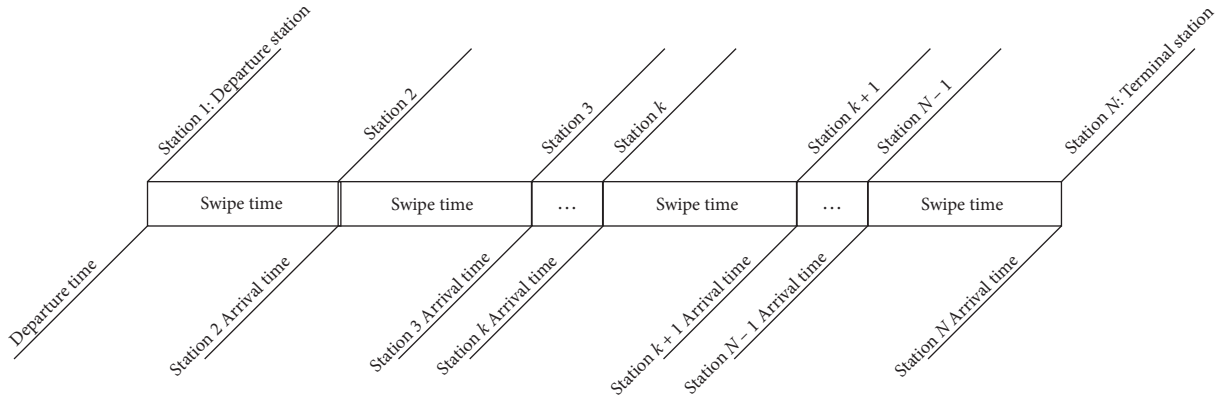 Station 1: Departure station
Station 2
Station 3
Station k
Station k + 1
Station N – 1
Station N: Terminal station
Swipe time
Swipe time
...
Swipe time
...
Swipe time
Departure time
Station 2 Arrival time
Station 3 Arrival time
Station k Arrival time
Station k + 1 Arrival time
Station N – 1 Arrival time
Station N Arrival time